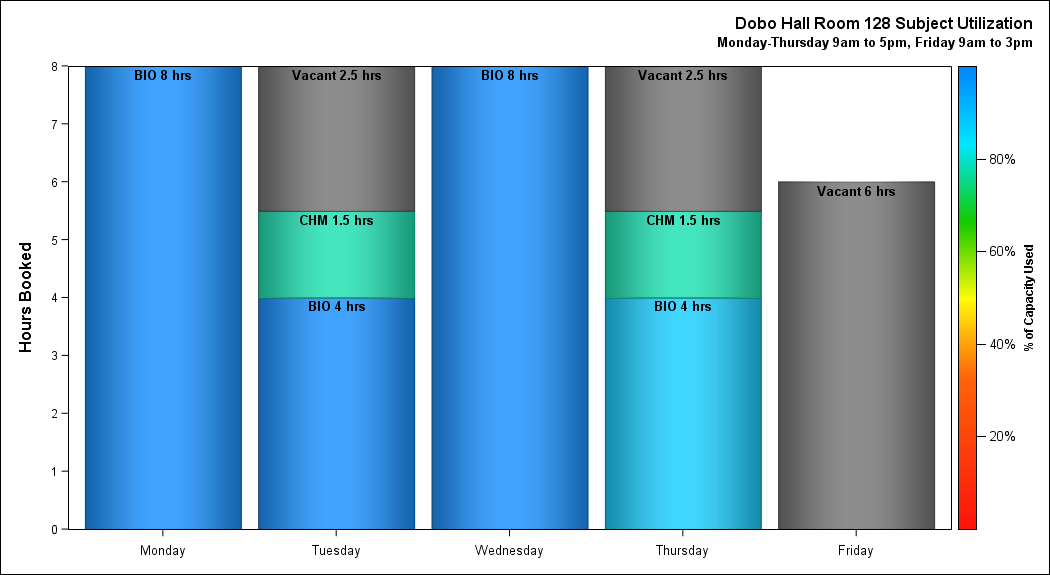 Dobo Hall Room 128 Subject Utilization
Monday-Thursday 9am to 5pm, Friday 9am to 3pm
Hours Booked
8
7
6
5
4
3
2
1
0
BIO 8 hrs
Vacant 2.5 hrs
CHM 1.5 hrs
BIO 4 hrs
BIO 8 hrs
Vacant 2.5 hrs
CHM 1.5 hrs
BIO 4 hrs
Vacant 6 hrs
Monday
Tuesday
Wednesday
Thursday
Friday
80%
60%
40%
20%
% of Capacity Used